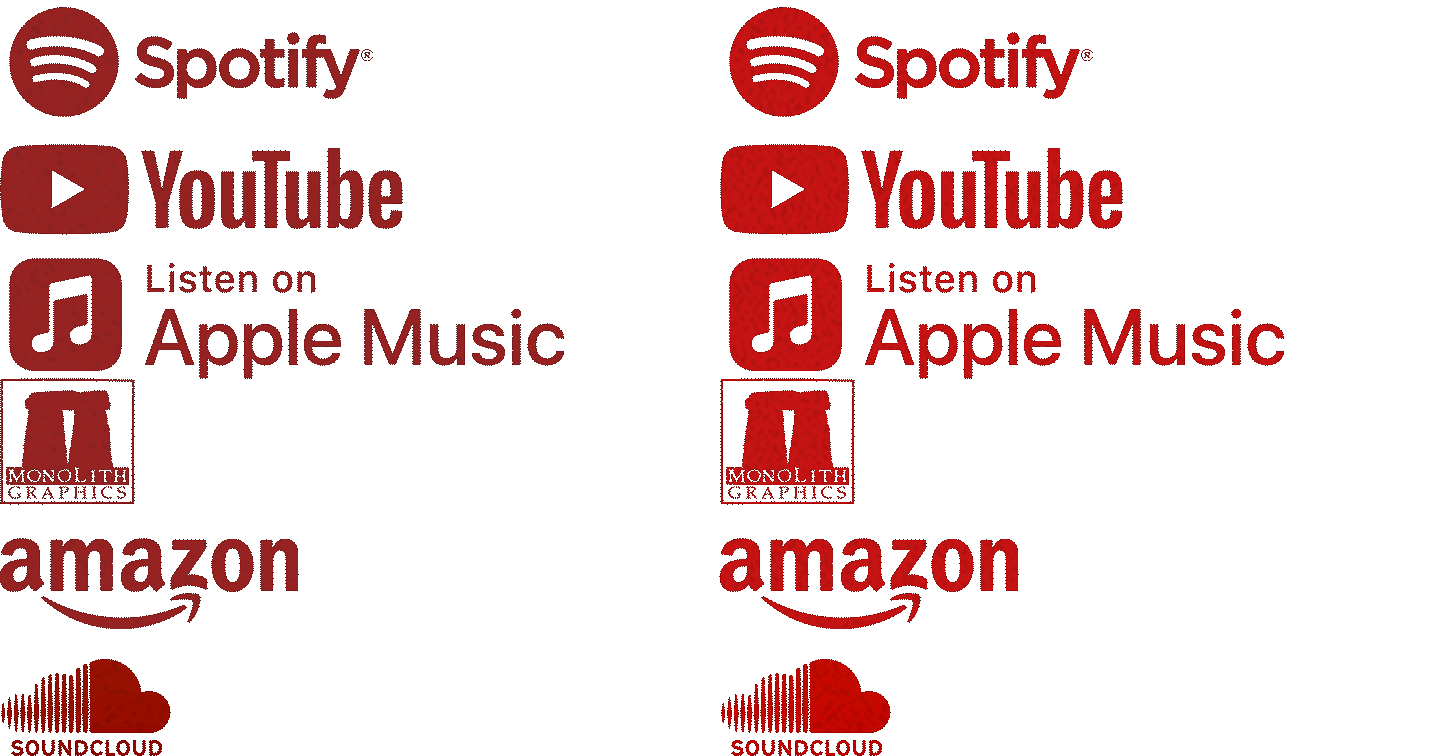 Spotify® Spotify®
YouTube YouTube
Listen on Listen on
Apple Music Apple Music
MONOLITH MONOLITH
GRAPHICS GRAPHICS
amazon amazon
SOUNDCLOUD SOUNDCLOUD